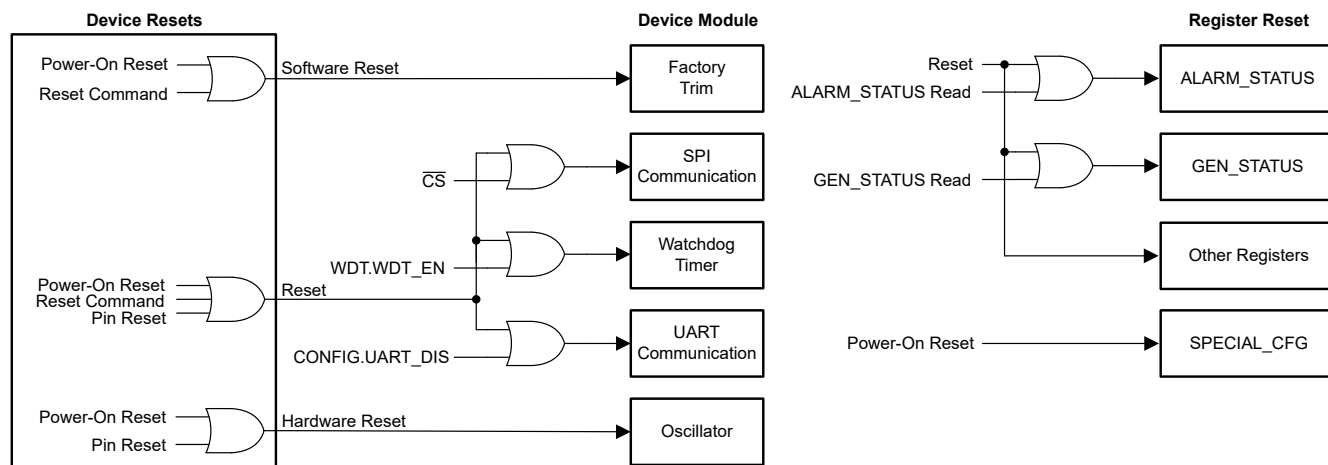 Device Resets
Device Module
Register Reset
Power-On Reset
Reset Command
Software Reset
Factory
Trim
Reset
ALARM_STATUS Read
ALARM_STATUS
CS
SPI
Communication
GEN_STATUS Read
GEN_STATUS
WDT.WDT_EN
Watchdog
Timer
Other Registers
Power-On Reset
Reset Command
Pin Reset
Reset
CONFIG.UART_DIS
UART
Communication
Power-On Reset
SPECIAL_CFG
Power-On Reset
Pin Reset
Hardware Reset
Oscillator